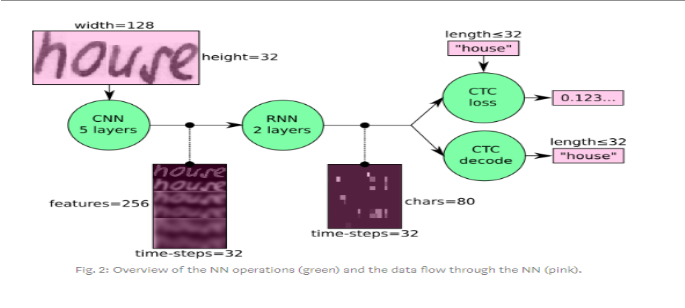 width=128
house
height=32
length≤32
"house"
CTC
loss
0.123...
CNN
5 layers
RNN
2 layers
CTC
decode
length≤32
"house"
house
house
features=256
time-steps=32
chars=80
time-steps=32
Fig. 2: Overview of the NN operations (green) and the data flow through the NN (pink).